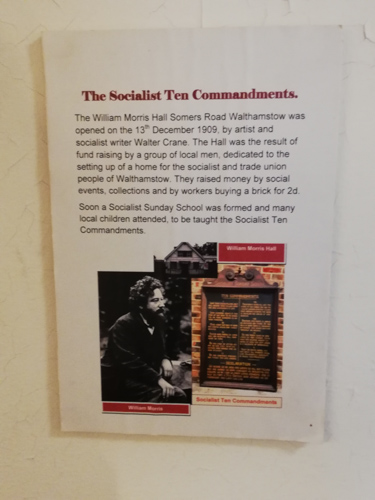 The Socialist Ten Commandments.
The William Morris Hall Somers Road Walthamstow was
opened on the 13th December 1909, by artist and
socialist writer Walter Crane. The Hall was the result of
fund raising by a group of local men, dedicated to the
setting up of a home for the socialist and trade union
people of Walthamstow. They raised money by social
events, collections and by workers buying a brick for 2d.
Soon a Socialist Sunday School was formed and many
local children attended, to be taught the Socialist Ten
Commandments.
William Morris Hall
William Morris
Socialist Ten Commandments